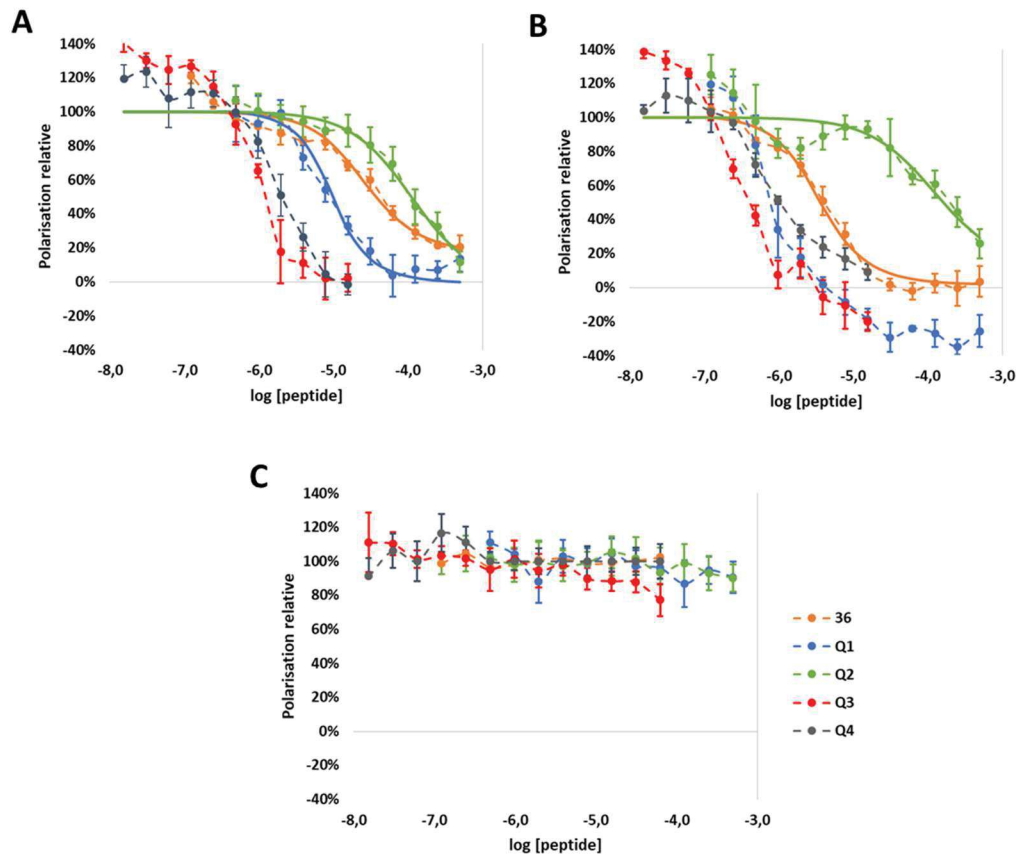 A
Polarisation relative
140%
120%
100%
80%
60%
40%
20%
0%
-20%
-40%
-8,0 -7,0 -6,0 -5,0 -4,0 -3,0
log [peptide]
B
Polarisation relative
140%
120%
100%
80%
60%
40%
20%
0%
-20%
-40%
-8,0 -7,0 -6,0 -5,0 -4,0 -3,0
log [peptide]
C
Polarisation relative
140%
120%
100%
80%
60%
40%
20%
0%
-20%
-40%
-8,0 -7,0 -6,0 -5,0 -4,0 -3,0
log [peptide]
36
Q1
Q2
Q3
Q4